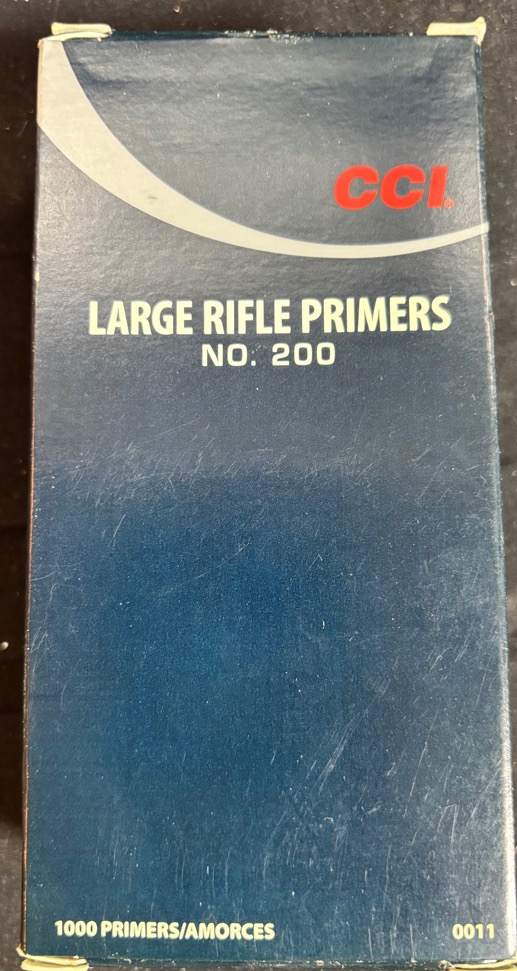 CCI
LARGE RIFLE PRIMERS
NO. 200
1000 PRIMERS/AMORCES
0011